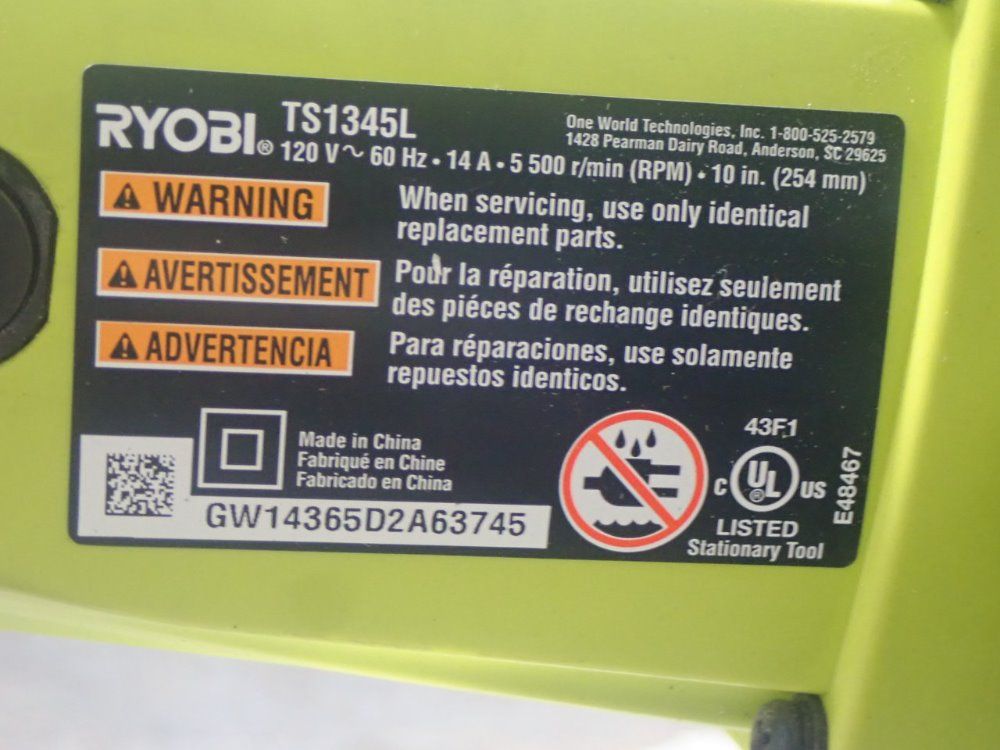 RYOBI® TS1345L
One World Technologies, Inc. 1-800-525-2579
1428 Pearman Dairy Road, Anderson, SC 29625
120 V~ 60 Hz • 14 A • 5 500 r/min (RPM) • 10 in. (254 mm)
WARNING
When servicing, use only identical
replacement parts.
AVERTISSEMENT
Pour la réparation, utilisez seulement
des piéces de rechange identiques.
ADVERTENCIA
Para réparaciones, use solamente
repuestos identicos.
Made in China
Fabriqué en Chine
Fabricado en China
GW14365D2A63745
43F1
C UL® US
LISTED
Stationary Tool
E48467